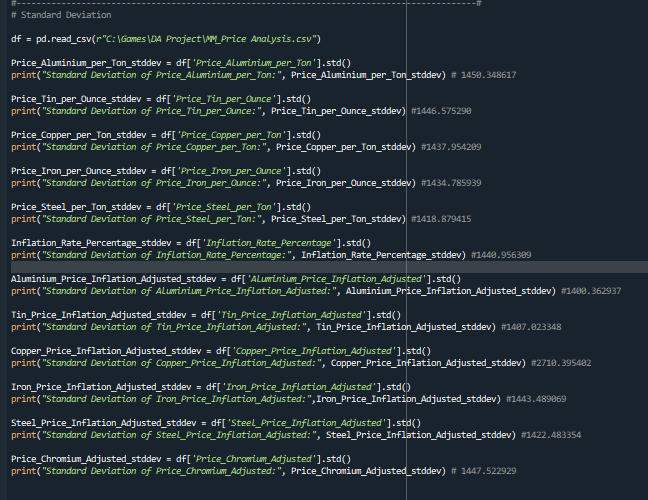 #------------------------------------------------------------------------------------#
# Standard Deviation
df = pd.read_csv(r"C:\Games\DA Project\MM_Price Analysis.csv")
Price_Aluminium_per_Ton_stddev = df['Price_Aluminium_per_Ton'].std()
print("Standard Deviation of Price_Aluminium_per_Ton:", Price_Aluminium_per_Ton_stddev) # 1450.348617
Price_Tin_per_Ounce_stddev = df['Price_Tin_per_Ounce'].std()
print("Standard Deviation of Price_Tin_per_Ounce:", Price_Tin_per_Ounce_stddev) #1446.575290
Price_Copper_per_Ton_stddev = df['Price_Copper_per_Ton'].std()
print("Standard Deviation of Price_Copper_per_Ton:", Price_Copper_per_Ton_stddev) #1437.954209
Price_Iron_per_Ounce_stddev = df['Price_Iron_per_Ounce'].std()
print("Standard Deviation of Price_Iron_per_Ounce:", Price_Iron_per_Ounce_stddev) #1434.785939
Price_Steel_per_Ton_stddev = df['Price_Steel_per_Ton'].std()
print("Standard Deviation of Price_Steel_per_Ton:", Price_Steel_per_Ton_stddev) #1418.879415
Inflation_Rate_Percentage_stddev = df['Inflation_Rate_Percentage'].std()
print("Standard Deviation of Inflation_Rate_Percentage:", Inflation_Rate_Percentage_stddev) #1440.956309
Aluminium_Price_Inflation_Adjusted_stddev = df['Aluminium_Price_Inflation_Adjusted'].std()
print("Standard Deviation of Aluminium_Price_Inflation_Adjusted:", Aluminium_Price_Inflation_Adjusted_stddev) #1400.362937
Tin_Price_Inflation_Adjusted_stddev = df['Tin_Price_Inflation_Adjusted'].std()
print("Standard Deviation of Tin_Price_Inflation_Adjusted:", Tin_Price_Inflation_Adjusted_stddev) #1407.023348
Copper_Price_Inflation_Adjusted_stddev = df['Copper_Price_Inflation_Adjusted'].std()
print("Standard Deviation of Copper_Price_Inflation_Adjusted:", Copper_Price_Inflation_Adjusted_stddev) #2710.395402
Iron_Price_Inflation_Adjusted_stddev = df['Iron_Price_Inflation_Adjusted'].std()
print("Standard Deviation of Iron_Price_Inflation_Adjusted:",Iron_Price_Inflation_Adjusted_stddev) #1443.489069
Steel_Price_Inflation_Adjusted_stddev = df['Steel_Price_Inflation_Adjusted'].std()
print("Standard Deviation of Steel_Price_Inflation_Adjusted:", Steel_Price_Inflation_Adjusted_stddev) #1422.483354
Price_Chromium_Adjusted_stddev = df['Price_Chromium_Adjusted'].std()
print("Standard Deviation of Price_Chromium_Adjusted:", Price_Chromium_Adjusted_stddev) # 1447.522929